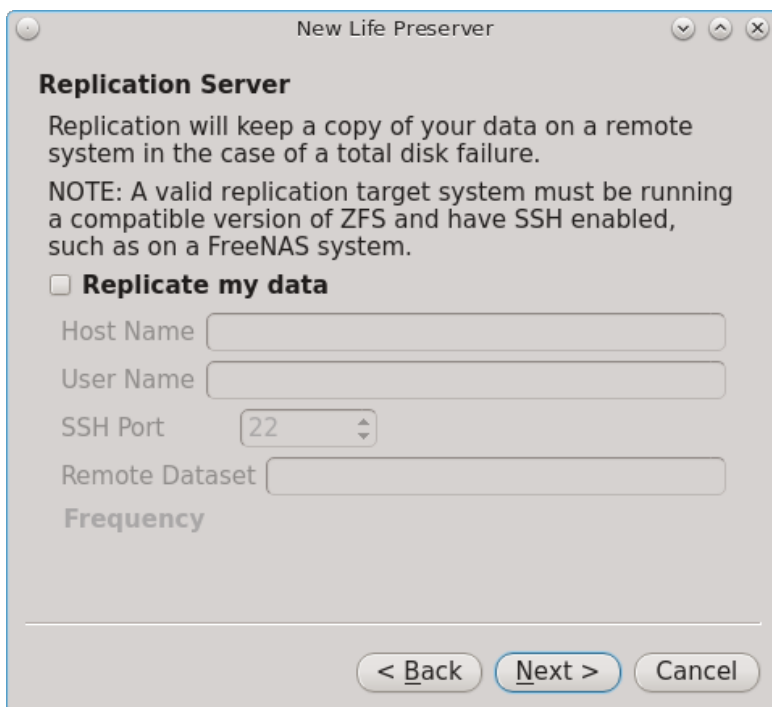 New Life Preserver
Replication Server
Replication will keep a copy of your data on a remote
system in the case of a total disk failure.
NOTE: A valid replication target system must be running
a compatible version of ZFS and have SSH enabled,
such as on a FreeNAS system.
Replicate my data
Host Name
User Name
SSH Port 22
Remote Dataset
Frequency
< Back Next > Cancel